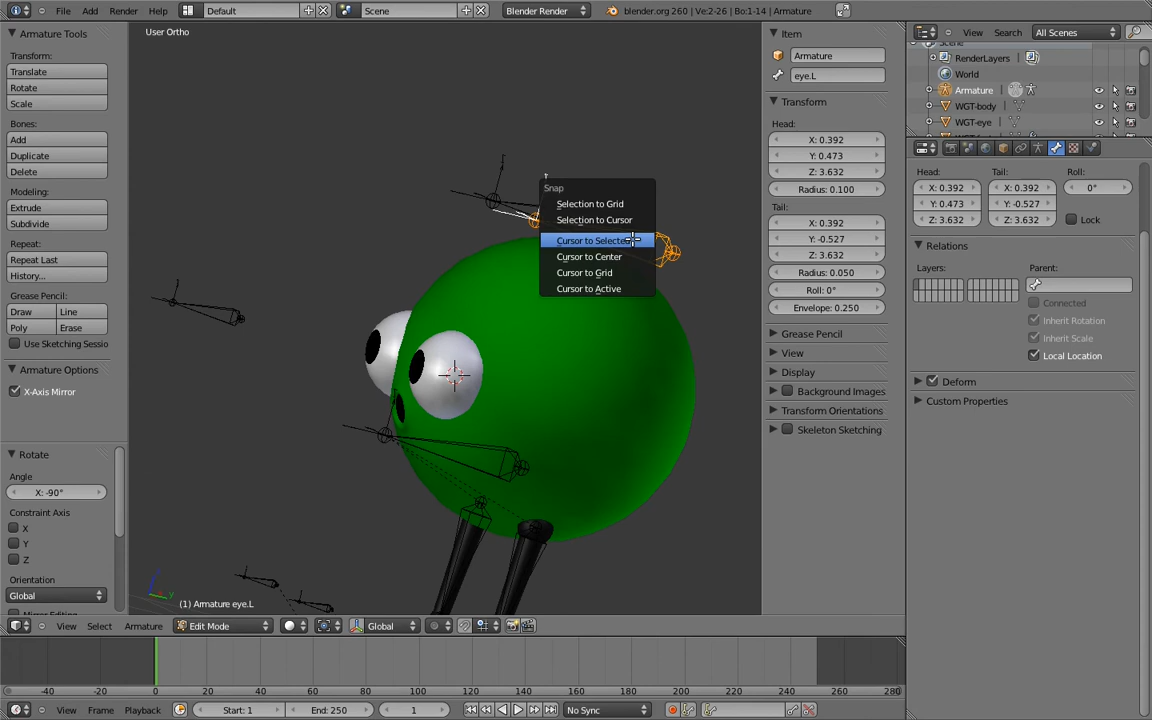 File Add Render Help Default Scene Blender Render blender.org 260 | Ve:2-26 | Bo:1-14 | Armature
Armature Tools
Transform:
Translate
Rotate
Scale
Bones:
Add
Duplicate
Delete
Modeling:
Extrude
Subdivide
Repeat:
Repeat Last
History...
Grease Pencil:
Draw Line
Poly Erase
Use Sketching Sessio
Armature Options
X-Axis Mirror
Rotate
Angle
X: -90°
Constraint Axis
X
Y
Z
Orientation
Global
User Ortho
Snap
Selection to Grid
Selection to Cursor
Cursor to Selecte
Cursor to Center
Cursor to Grid
Cursor to Active
(1) Armature eye.L
View Select Armature Edit Mode Global
Item
Armature
eye.L
Transform
Head:
X: 0.392
Y: 0.473
Z: 3.632
Radius: 0.100
Tail:
X: 0.392
Y: -0.527
Z: 3.632
Radius: 0.050
Roll: 0°
Envelope: 0.250
Grease Pencil
View
Display
Background Images
Transform Orientations
Skeleton Sketching
View Search All Scenes
RenderLayers
World
Armature
WGT-body
WGT-eye
Head: Tail: Roll:
X: 0.392 X: 0.392 0°
Y: 0.473 Y: -0.527
Z: 3.632 Z: 3.632 Lock
Relations
Layers: Parent:
Connected
Inherit Rotation
Inherit Scale
Local Location
Deform
Custom Properties
-40 -20 0 20 40 60 80 100 120 140 160 180 200 220 240 260 280
View Frame Playback Start: 1 End: 250 1 No Sync